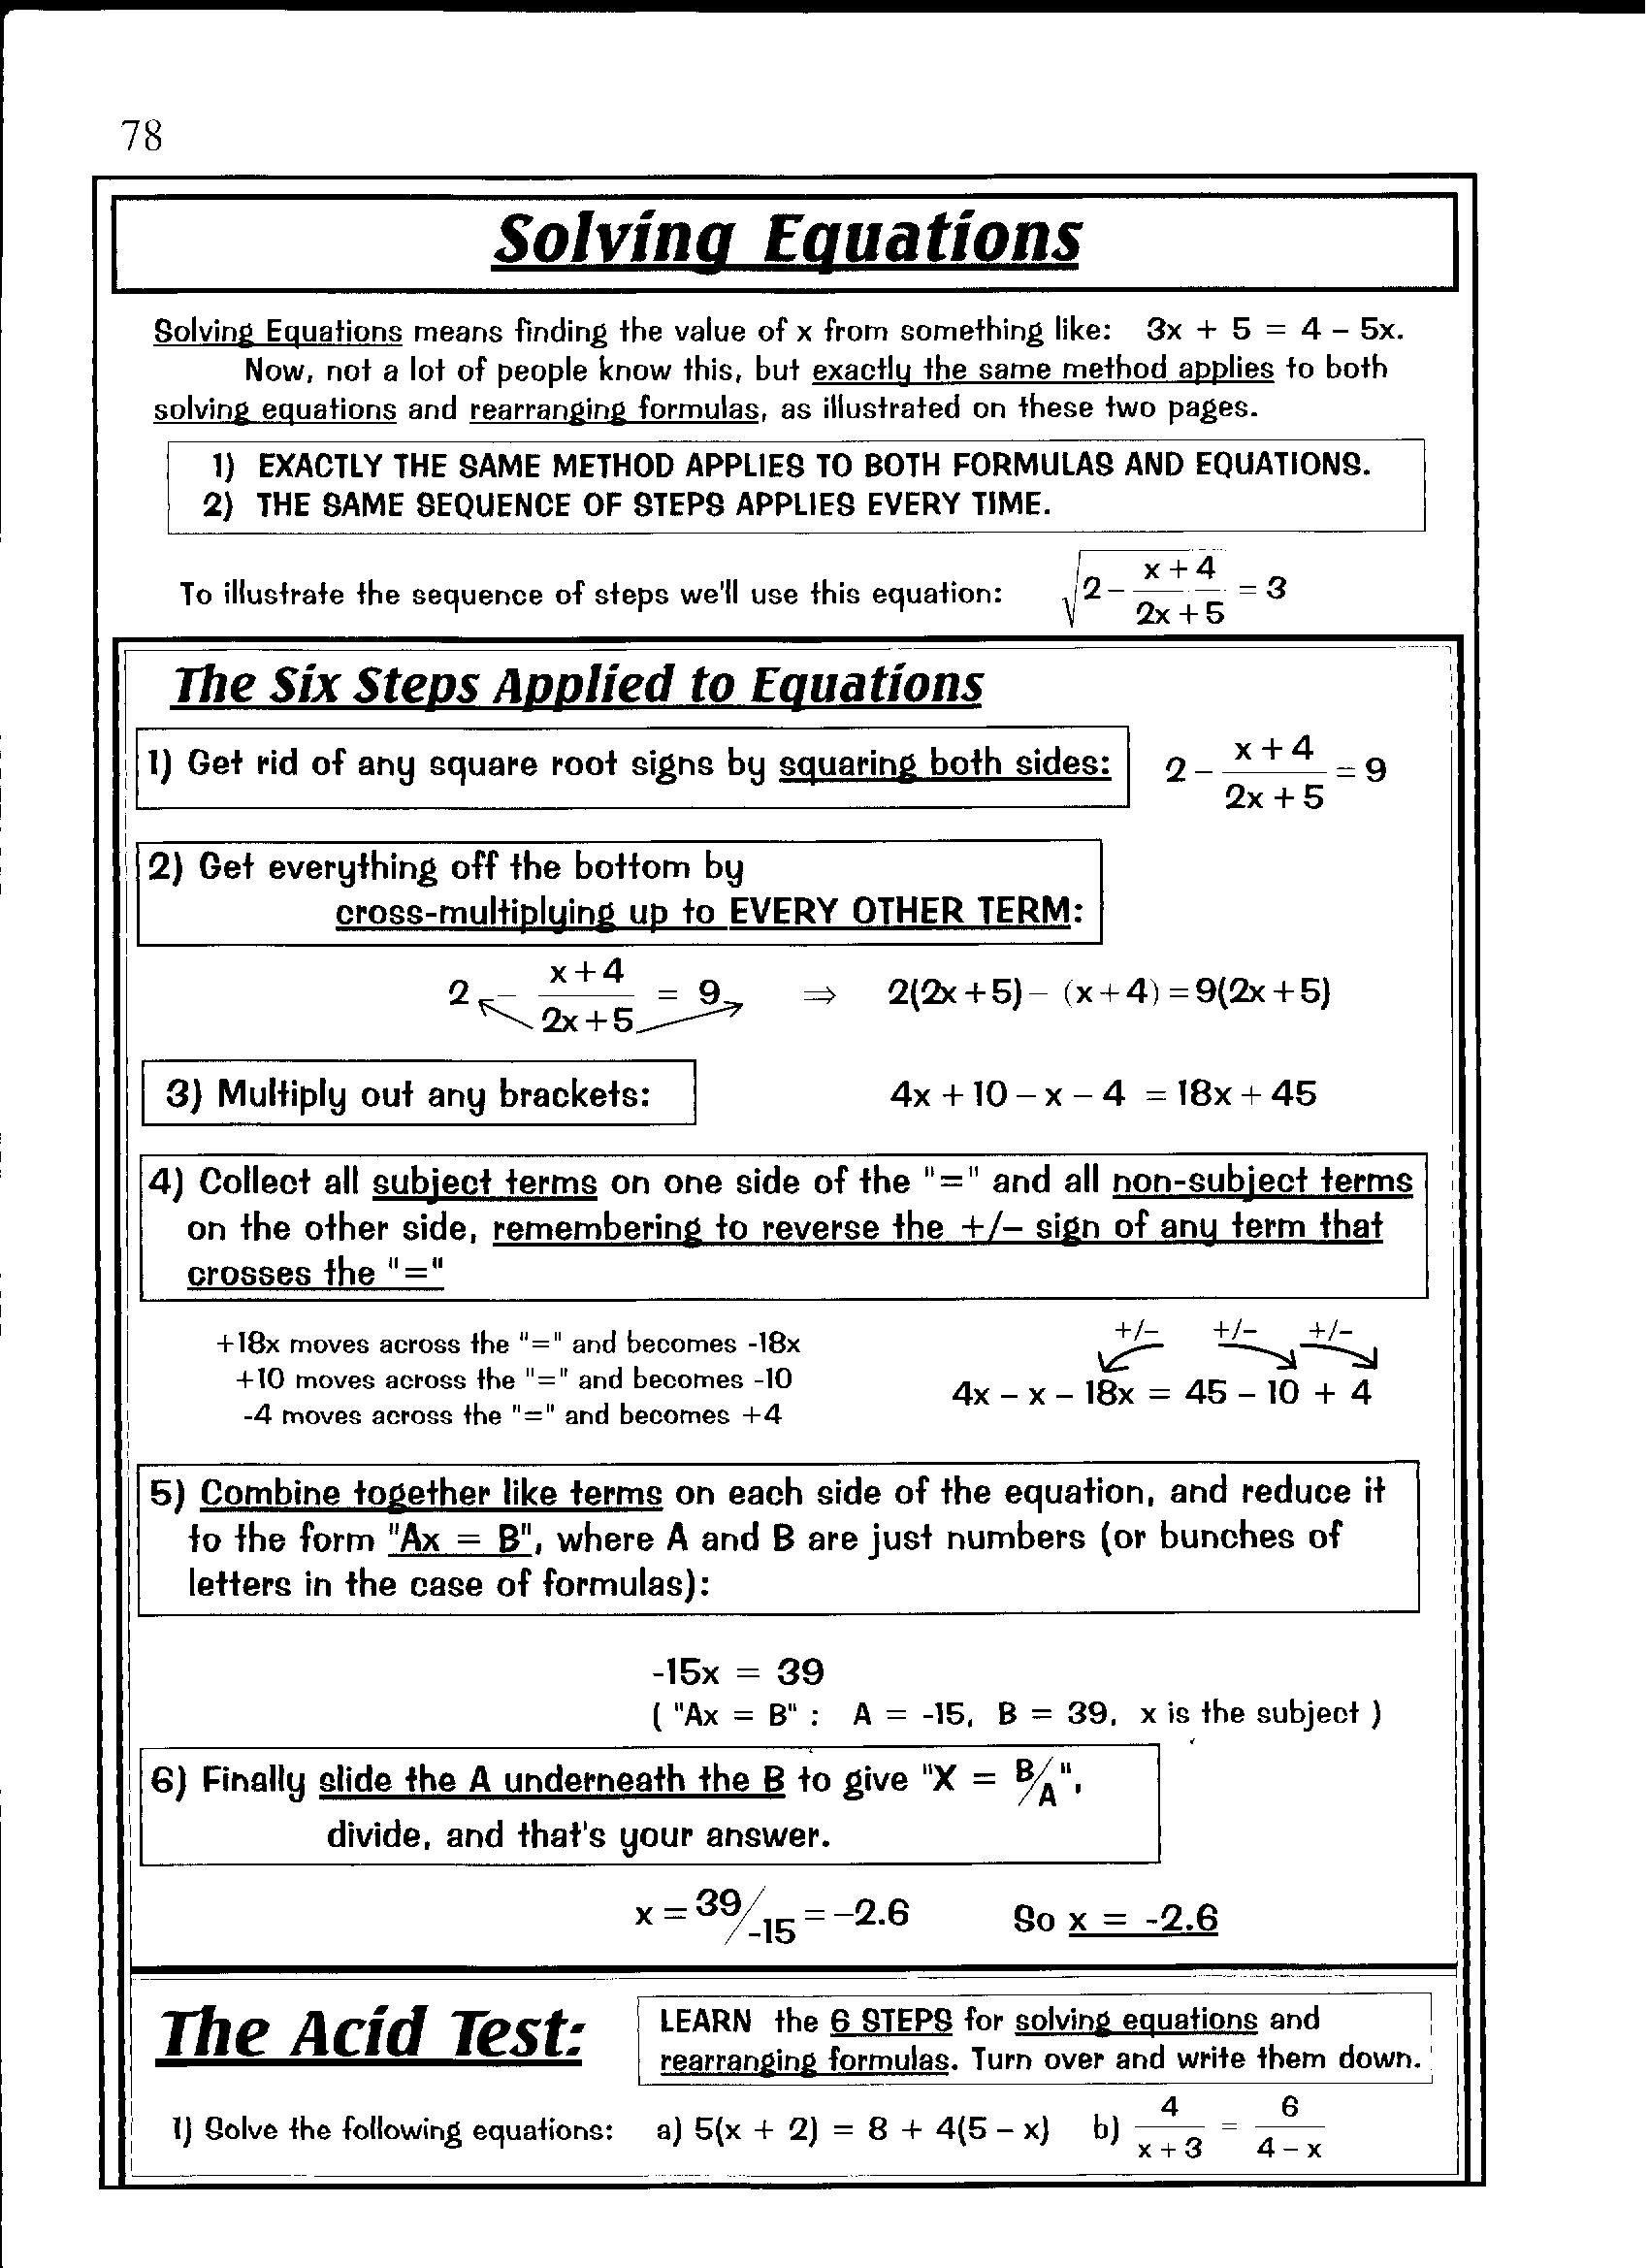 78
Solving Equations
Solving Equations means finding the value of x from something like: 3x + 5 = 4 – 5x.
Now, not a lot of people know this, but exactly the same method applies to both
solving equations and rearranging formulas, as illustrated on these two pages.
1) EXACTLY THE SAME METHOD APPLIES TO BOTH FORMULAS AND EQUATIONS.
2) THE SAME SEQUENCE OF STEPS APPLIES EVERY TIME.
To illustrate the sequence of steps we'll use this equation: √(2 – (x + 4)/(2x + 5)) = 3
The Six Steps Applied to Equations
1) Get rid of any square root signs by squaring both sides: 2 – (x + 4)/(2x + 5) = 9
2) Get everything off the bottom by
cross-multiplying up to EVERY OTHER TERM:
2 – (x + 4)/(2x + 5) = 9 ⇒ 2(2x + 5) – (x + 4) = 9(2x + 5)
3) Multiply out any brackets: 4x + 10 – x – 4 = 18x + 45
4) Collect all subject terms on one side of the "=" and all non-subject terms
on the other side, remembering to reverse the +/– sign of any term that
crosses the "="
+18x moves across the "=" and becomes -18x
+10 moves across the "=" and becomes -10
-4 moves across the "=" and becomes +4
+/– +/– +/–
4x – x – 18x = 45 – 10 + 4
5) Combine together like terms on each side of the equation, and reduce it
to the form "Ax = B", where A and B are just numbers (or bunches of
letters in the case of formulas):
-15x = 39
( "Ax = B" : A = -15, B = 39, x is the subject )
6) Finally slide the A underneath the B to give "X = B/A",
divide, and that's your answer.
x = 39/-15 = –2.6 So x = -2.6
The Acid Test:
LEARN the 6 STEPS for solving equations and
rearranging formulas. Turn over and write them down.
1) Solve the following equations: a) 5(x + 2) = 8 + 4(5 – x) b) 4/(x + 3) = 6/(4 – x)